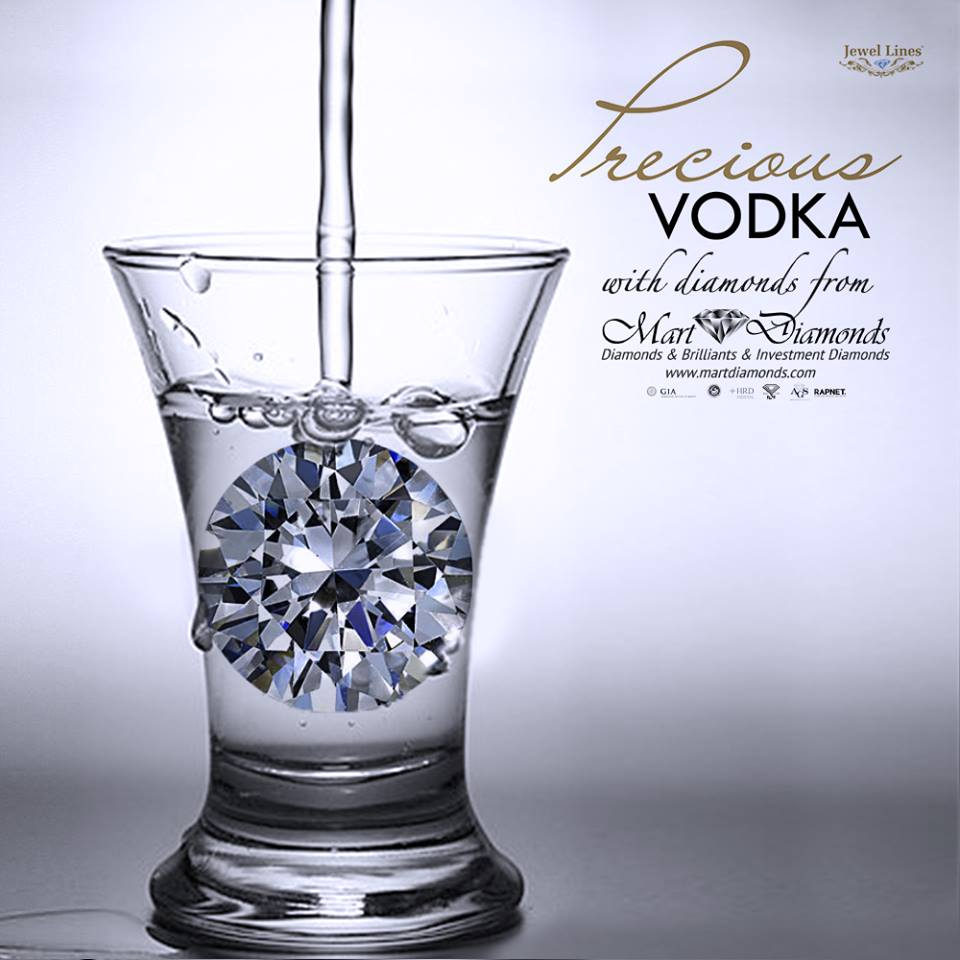 Jewel Lines
Precious
VODKA
with diamonds from
Mart Diamonds
Diamonds & Brilliants & Investment Diamonds
www.martdiamonds.com
GIA HRD AGS RAPNET